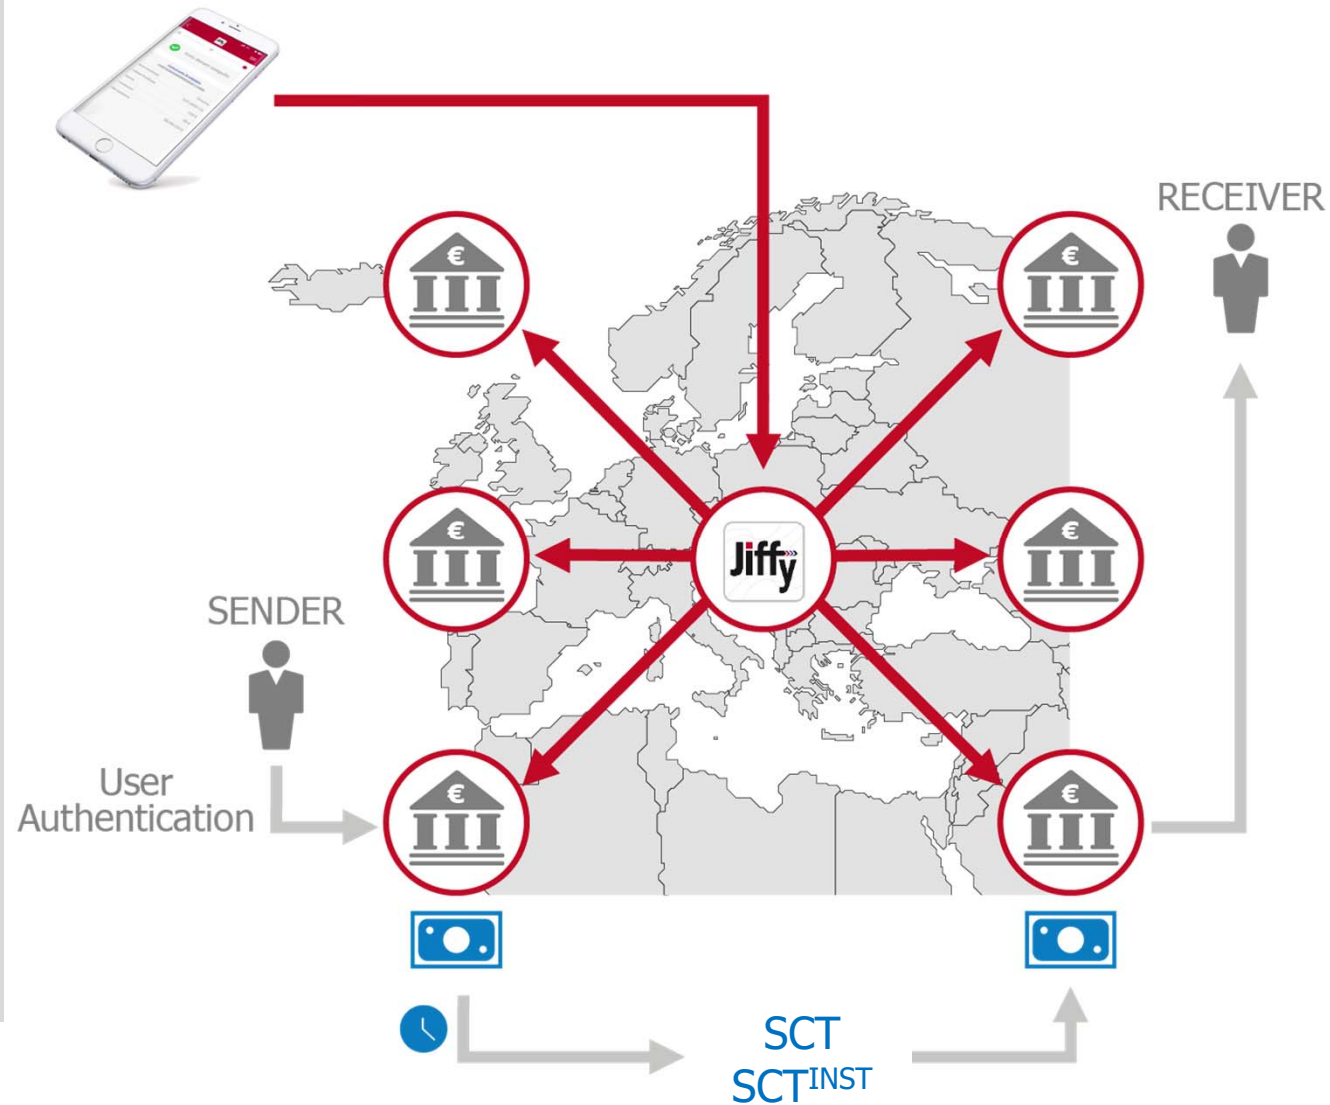 RECEIVER
€
€
€
€
Jiffy
SENDER
User
Authentication
€
€
SCT
SCTINST